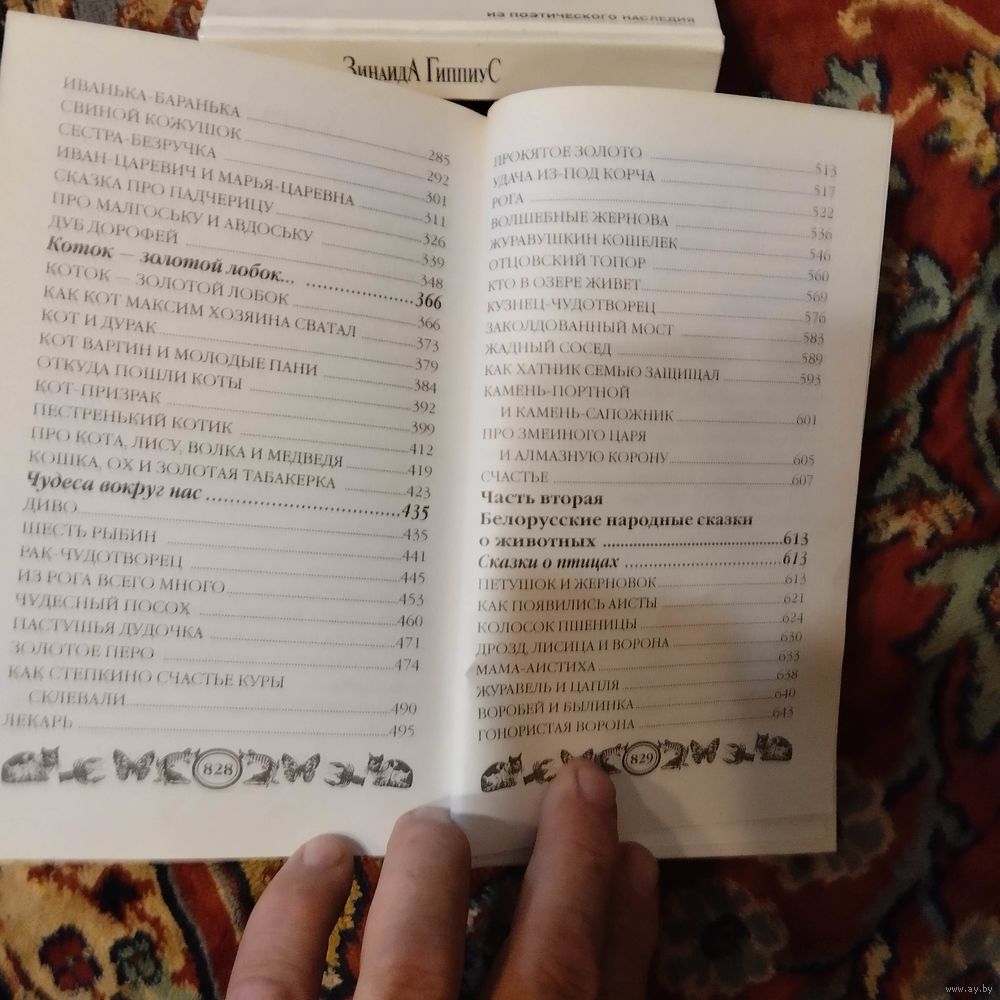 ИЗ ПОЭТИЧЕСКОГО НАСЛЕДИЯ
ЗИНАИДА ГИППИУС
ИВАНЬКА-БАРАНЬКА ........ 285
СВИНОЙ КОЖУШОК ........ 292
СЕСТРА-БЕЗРУЧКА ........ 301
ИВАН-ЦАРЕВИЧ И МАРЬЯ-ЦАРЕВНА ........ 311
СКАЗКА ПРО ПАДЧЕРИЦУ ........ 326
ПРО МАЛГОСЬКУ И АВДОСЬКУ ........ 339
ДУБ ДОРОФЕЙ ........ 348
Коток — золотой лобок... ........ 366
КОТОК — ЗОЛОТОЙ ЛОБОК ........ 366
КАК КОТ МАКСИМ ХОЗЯИНА СВАТАЛ ........ 373
КОТ И ДУРАК ........ 379
КОТ ВАРГИН И МОЛОДЫЕ ПАНИ ........ 384
ОТКУДА ПОШЛИ КОТЫ ........ 392
КОТ-ПРИЗРАК ........ 399
ПЕСТРЕНЬКИЙ КОТИК ........ 412
ПРО КОТА, ЛИСУ, ВОЛКА И МЕДВЕДЯ ........ 419
КОШКА, ОХ И ЗОЛОТАЯ ТАБАКЕРКА ........ 423
Чудеса вокруг нас ........ 435
ДИВО ........ 435
ШЕСТЬ РЫБИН ........ 441
РАК-ЧУДОТВОРЕЦ ........ 445
ИЗ РОГА ВСЕГО МНОГО ........ 453
ЧУДЕСНЫЙ ПОСОХ ........ 460
ПАСТУШЬЯ ДУДОЧКА ........ 471
ЗОЛОТОЕ ПЕРО ........ 474
КАК СТЕПКИНО СЧАСТЬЕ КУРЫ
СКЛЕВАЛИ ........ 490
ЛЕКАРЬ ........ 495
828
ПРОКЯТОЕ ЗОЛОТО ........ 513
УДАЧА ИЗ-ПОД КОРЧА ........ 517
РОГА ........ 522
ВОЛШЕБНЫЕ ЖЕРНОВА ........ 536
ЖУРАВУШКИН КОШЕЛЕК ........ 546
ОТЦОВСКИЙ ТОПОР ........ 560
КТО В ОЗЕРЕ ЖИВЕТ ........ 569
КУЗНЕЦ-ЧУДОТВОРЕЦ ........ 576
ЗАКОЛДОВАННЫЙ МОСТ ........ 583
ЖАДНЫЙ СОСЕД ........ 589
КАК ХАТНИК СЕМЬЮ ЗАЩИЩАЛ ........ 593
КАМЕНЬ-ПОРТНОЙ
И КАМЕНЬ-САПОЖНИК ........ 601
ПРО ЗМЕИНОГО ЦАРЯ
И АЛМАЗНУЮ КОРОНУ ........ 605
СЧАСТЬЕ ........ 607
Часть вторая
Белорусские народные сказки
о животных ........ 613
Сказки о птицах ........ 613
ПЕТУШОК И ЖЕРНОВОК ........ 613
КАК ПОЯВИЛИСЬ АИСТЫ ........ 621
КОЛОСОК ПШЕНИЦЫ ........ 624
ДРОЗД, ЛИСИЦА И ВОРОНА ........ 630
МАМА-АИСТИХА ........ 633
ЖУРАВЕЛЬ И ЦАПЛЯ ........ 638
ВОРОБЕЙ И БЫЛИНКА ........ 640
ГОНОРИСТАЯ ВОРОНА ........ 643
829
www.ay.by